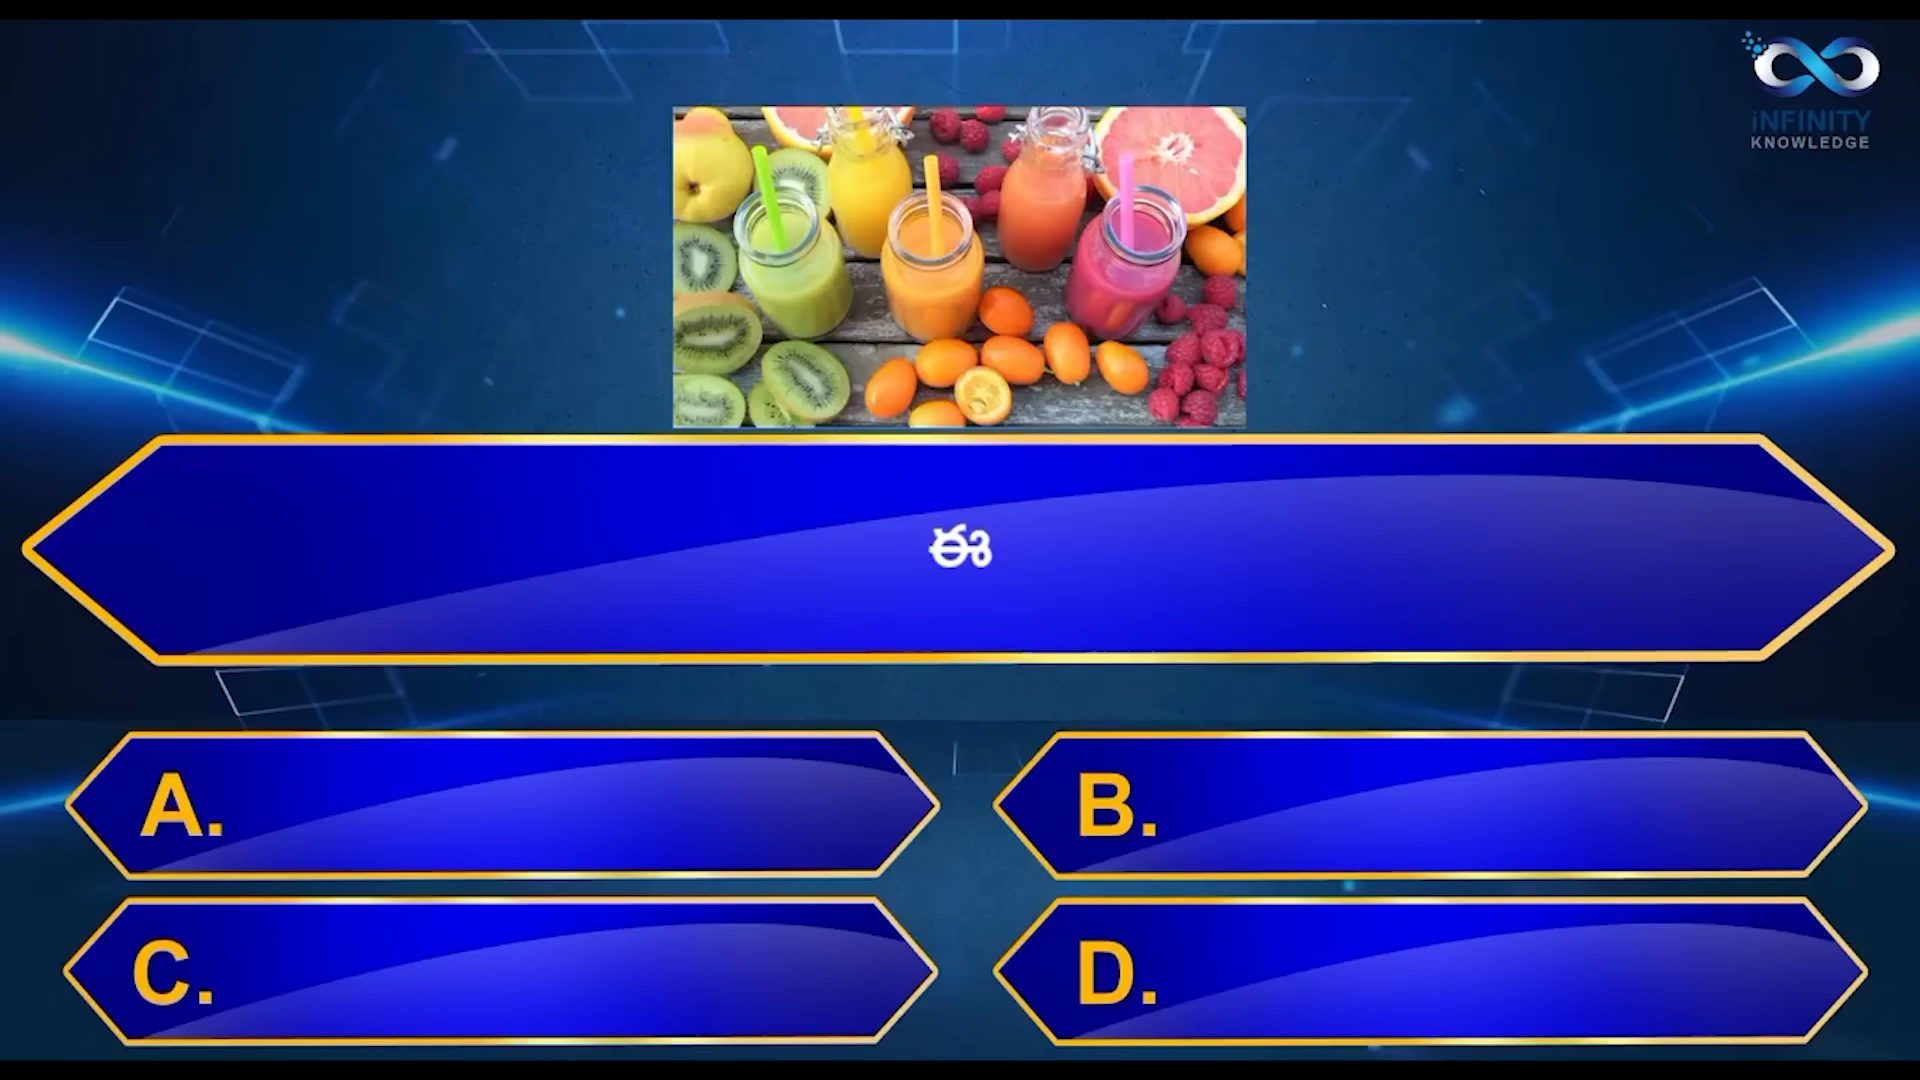 iNFINITY
KNOWLEDGE
ఈ
A.
B.
C.
D.